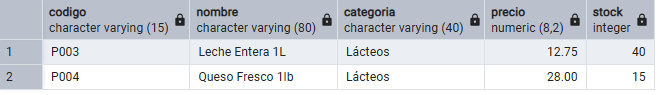 codigo nombre categoria precio stock
character varying (15) character varying (80) character varying (40) numeric (8,2) integer
1 P003 Leche Entera 1L Lácteos 12.75 40
2 P004 Queso Fresco 1lb Lácteos 28.00 15